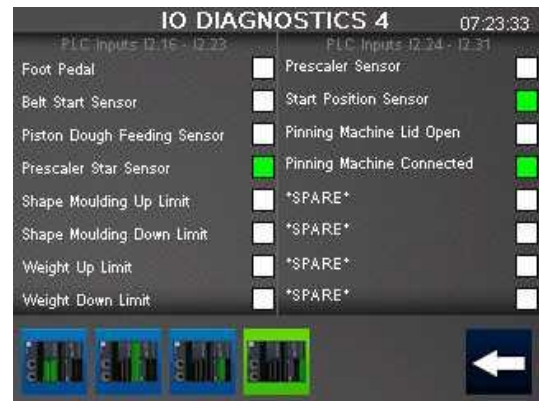 IO DIAGNOSTICS 4
07:23:33
PLC Inputs I2.16 - I2.23
Foot Pedal
Belt Start Sensor
Piston Dough Feeding Sensor
Prescaler Star Sensor
Shape Moulding Up Limit
Shape Moulding Down Limit
Weight Up Limit
Weight Down Limit
PLC Inputs I2.24 - I2.31
Prescaler Sensor
Start Position Sensor
Pinning Machine Lid Open
Pinning Machine Connected
*SPARE*
*SPARE*
*SPARE*
*SPARE*